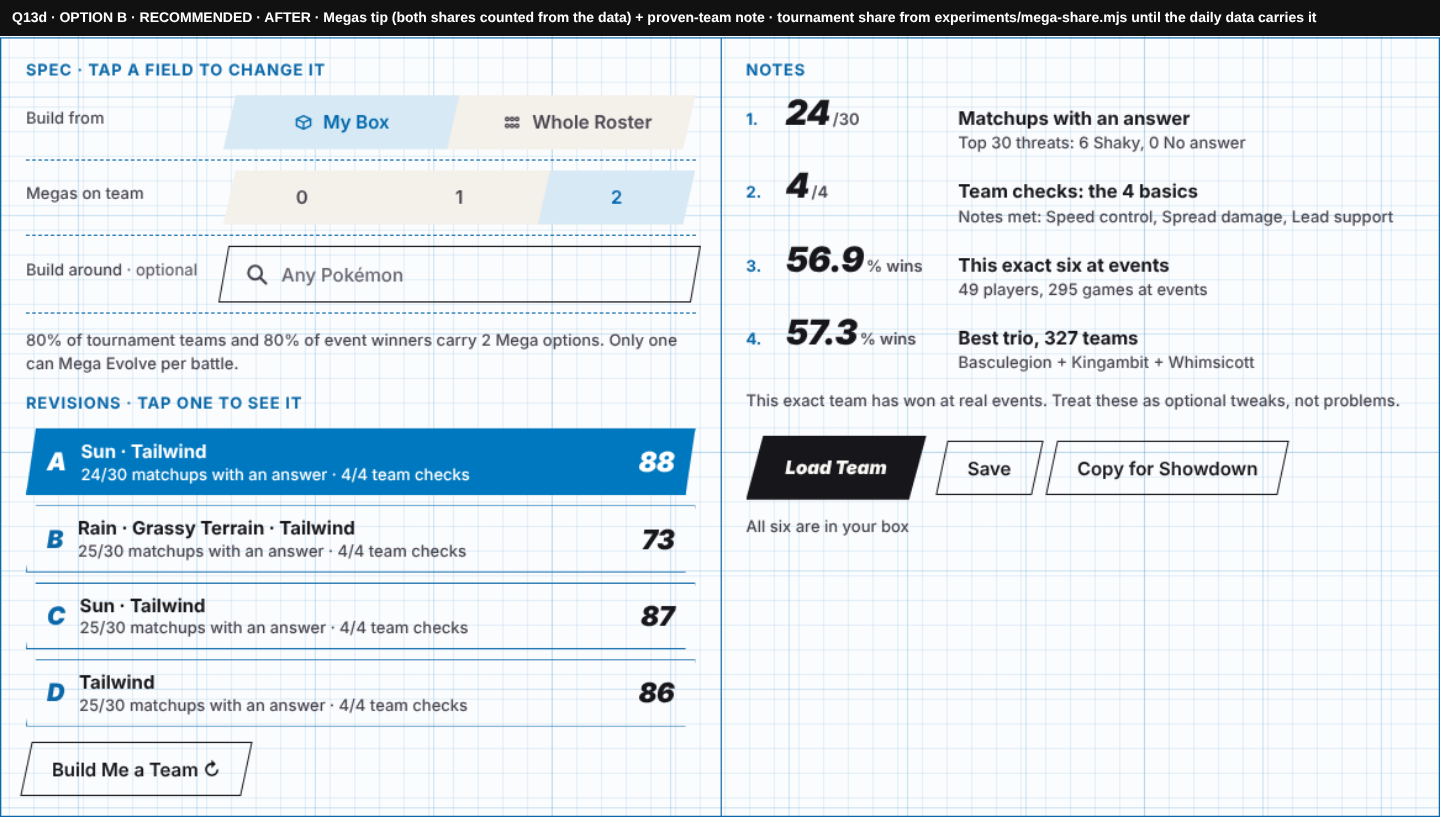 Q13d · OPTION B · RECOMMENDED · AFTER · Megas tip (both shares counted from the data) + proven-team note · tournament share from experiments/mega-share.mjs until the daily data carries it
SPEC · TAP A FIELD TO CHANGE IT
Build from
My Box
Whole Roster
Megas on team
0
1
2
Build around · optional
Any Pokémon
80% of tournament teams and 80% of event winners carry 2 Mega options. Only one
can Mega Evolve per battle.
REVISIONS · TAP ONE TO SEE IT
A
Sun · Tailwind
24/30 matchups with an answer · 4/4 team checks
88
B
Rain · Grassy Terrain · Tailwind
25/30 matchups with an answer · 4/4 team checks
73
C
Sun · Tailwind
25/30 matchups with an answer · 4/4 team checks
87
D
Tailwind
25/30 matchups with an answer · 4/4 team checks
86
Build Me a Team ↻
NOTES
1.
24/30
Matchups with an answer
Top 30 threats: 6 Shaky, 0 No answer
2.
4/4
Team checks: the 4 basics
Notes met: Speed control, Spread damage, Lead support
3.
56.9% wins
This exact six at events
49 players, 295 games at events
4.
57.3% wins
Best trio, 327 teams
Basculegion + Kingambit + Whimsicott
This exact team has won at real events. Treat these as optional tweaks, not problems.
Load Team
Save
Copy for Showdown
All six are in your box